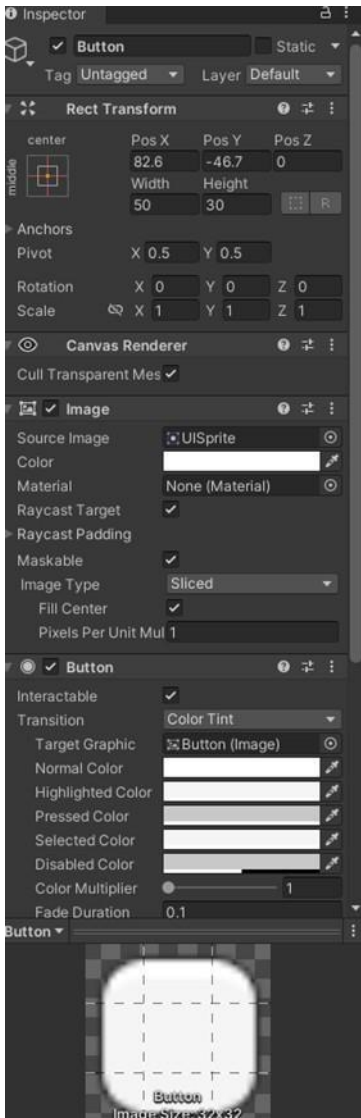 Inspector
Button Static
Tag Untagged Layer Default
Rect Transform
center Pos X Pos Y Pos Z
middle 82.6 -46.7 0
Width Height
50 30 R
Anchors
Pivot X 0.5 Y 0.5
Rotation X 0 Y 0 Z 0
Scale X 1 Y 1 Z 1
Canvas Renderer
Cull Transparent Mes
Image
Source Image UISprite
Color
Material None (Material)
Raycast Target
Raycast Padding
Maskable
Image Type Sliced
Fill Center
Pixels Per Unit Mul 1
Button
Interactable
Transition Color Tint
Target Graphic Button (Image)
Normal Color
Highlighted Color
Pressed Color
Selected Color
Disabled Color
Color Multiplier 1
Fade Duration 0.1
Button
Button
Image Size: 32x32